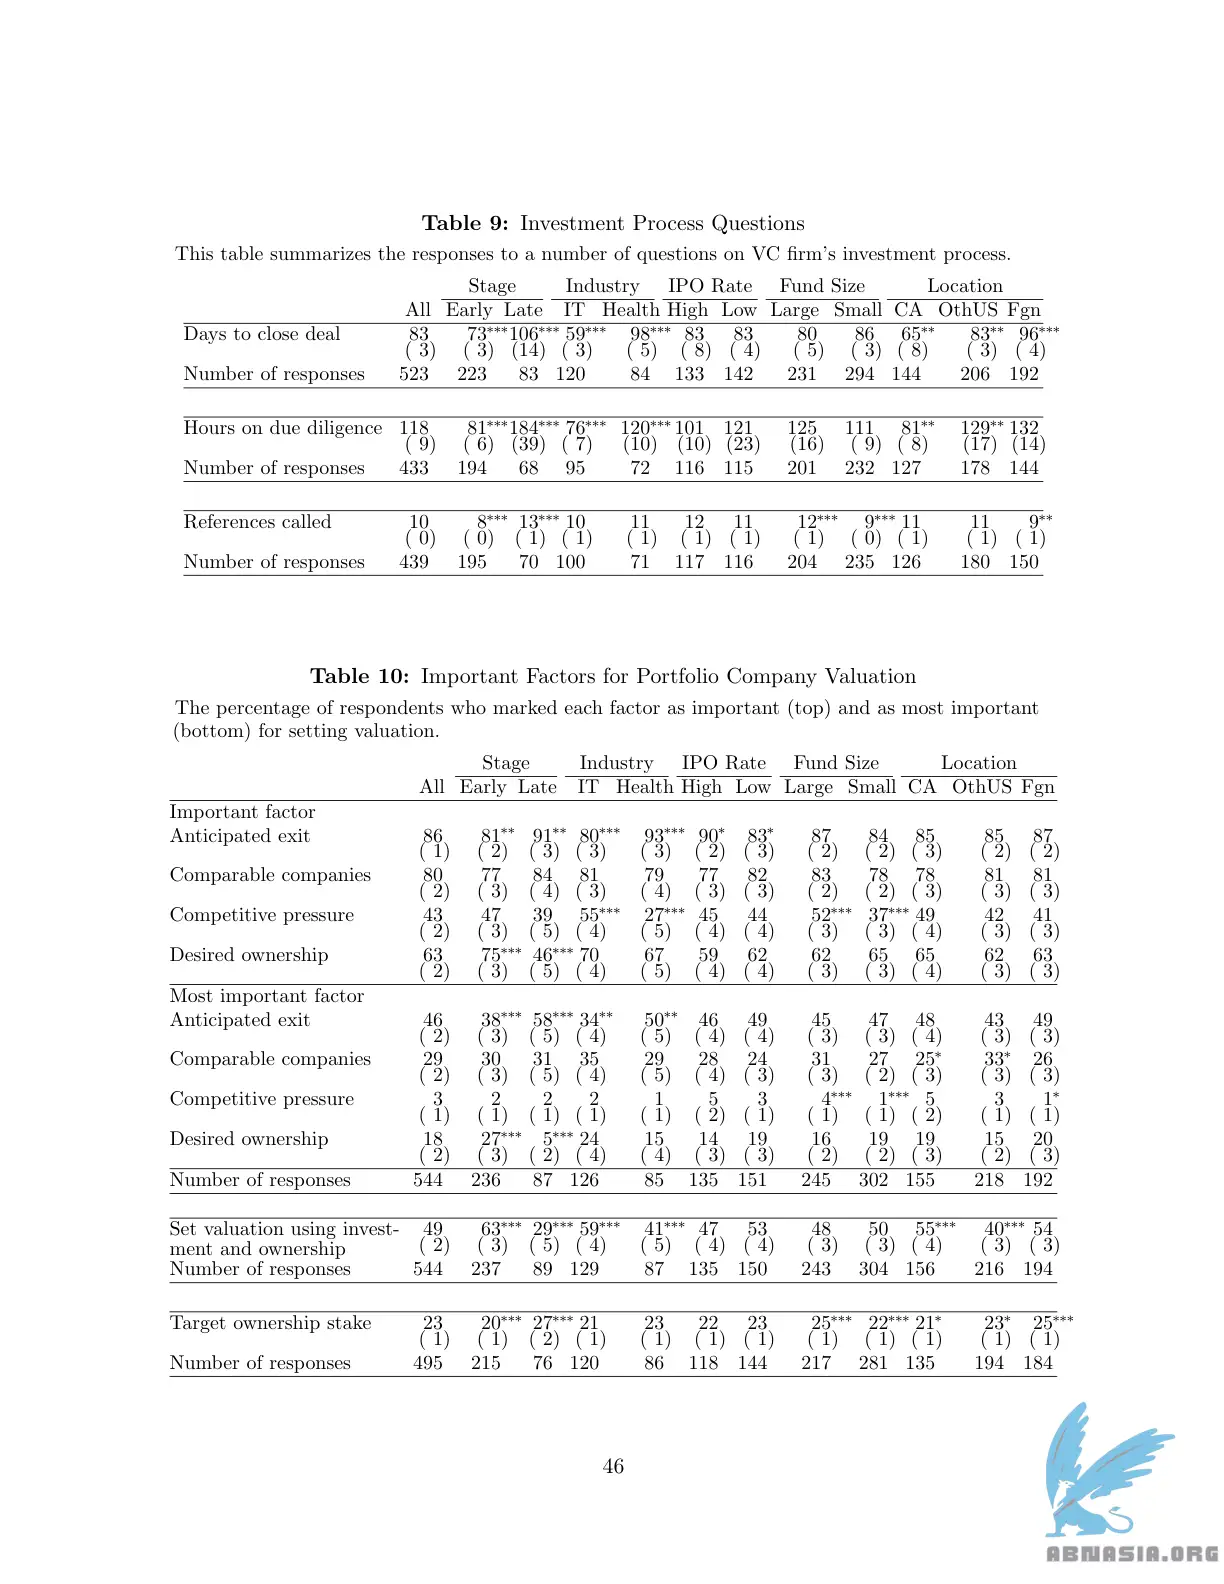 Table 9: Investment Process Questions
This table summarizes the responses to a number of questions on VC firm's investment process.
Stage Industry IPO Rate Fund Size Location
All Early Late IT Health High Low Large Small CA OthUS Fgn
Days to close deal 83 73*** 106*** 59*** 98*** 83 83 80 86 65** 83** 96***
( 3) ( 3) (14) ( 3) ( 5) ( 8) ( 4) ( 5) ( 3) ( 8) ( 3) ( 4)
Number of responses 523 223 83 120 84 133 142 231 294 144 206 192
Hours on due diligence 118 81*** 184*** 76*** 120*** 101 121 125 111 81** 129** 132
( 9) ( 6) (39) ( 7) (10) (10) (23) (16) ( 9) ( 8) (17) (14)
Number of responses 433 194 68 95 72 116 115 201 232 127 178 144
References called 10 8*** 13*** 10 11 12 11 12*** 9*** 11 11 9**
( 0) ( 0) ( 1) ( 1) ( 1) ( 1) ( 1) ( 1) ( 0) ( 1) ( 1) ( 1)
Number of responses 439 195 70 100 71 117 116 204 235 126 180 150
Table 10: Important Factors for Portfolio Company Valuation
The percentage of respondents who marked each factor as important (top) and as most important
(bottom) for setting valuation.
Stage Industry IPO Rate Fund Size Location
All Early Late IT Health High Low Large Small CA OthUS Fgn
Important factor
Anticipated exit 86 81** 91** 80*** 93*** 90* 83* 87 84 85 85 87
( 1) ( 2) ( 3) ( 3) ( 3) ( 2) ( 3) ( 2) ( 2) ( 3) ( 2) ( 2)
Comparable companies 80 77 84 81 79 77 82 83 78 78 81 81
( 2) ( 3) ( 4) ( 3) ( 4) ( 3) ( 3) ( 2) ( 2) ( 3) ( 3) ( 3)
Competitive pressure 43 47 39 55*** 27*** 45 44 52*** 37*** 49 42 41
( 2) ( 3) ( 5) ( 4) ( 5) ( 4) ( 4) ( 3) ( 3) ( 4) ( 3) ( 3)
Desired ownership 63 75*** 46*** 70 67 59 62 62 65 65 62 63
( 2) ( 3) ( 5) ( 4) ( 5) ( 4) ( 4) ( 3) ( 3) ( 4) ( 3) ( 3)
Most important factor
Anticipated exit 46 38*** 58*** 34** 50** 46 49 45 47 48 43 49
( 2) ( 3) ( 5) ( 4) ( 5) ( 4) ( 4) ( 3) ( 3) ( 4) ( 3) ( 3)
Comparable companies 29 30 31 35 29 28 24 31 27 25* 33* 26
( 2) ( 3) ( 5) ( 4) ( 5) ( 4) ( 3) ( 3) ( 2) ( 3) ( 3) ( 3)
Competitive pressure 3 2 2 2 1 5 3 4*** 1*** 5 3 1*
( 1) ( 1) ( 1) ( 1) ( 1) ( 2) ( 1) ( 1) ( 1) ( 2) ( 1) ( 1)
Desired ownership 18 27*** 5*** 24 15 14 19 16 19 19 15 20
( 2) ( 3) ( 2) ( 4) ( 4) ( 3) ( 3) ( 2) ( 2) ( 3) ( 2) ( 3)
Number of responses 544 236 87 126 85 135 151 245 302 155 218 192
Set valuation using invest- 49 63*** 29*** 59*** 41*** 47 53 48 50 55*** 40*** 54
ment and ownership ( 2) ( 3) ( 5) ( 4) ( 5) ( 4) ( 4) ( 3) ( 3) ( 4) ( 3) ( 3)
Number of responses 544 237 89 129 87 135 150 243 304 156 216 194
Target ownership stake 23 20*** 27*** 21 23 22 23 25*** 22*** 21* 23* 25***
( 1) ( 1) ( 2) ( 1) ( 1) ( 1) ( 1) ( 1) ( 1) ( 1) ( 1) ( 1)
Number of responses 495 215 76 120 86 118 144 217 281 135 194 184
46
ABNASIA.ORG